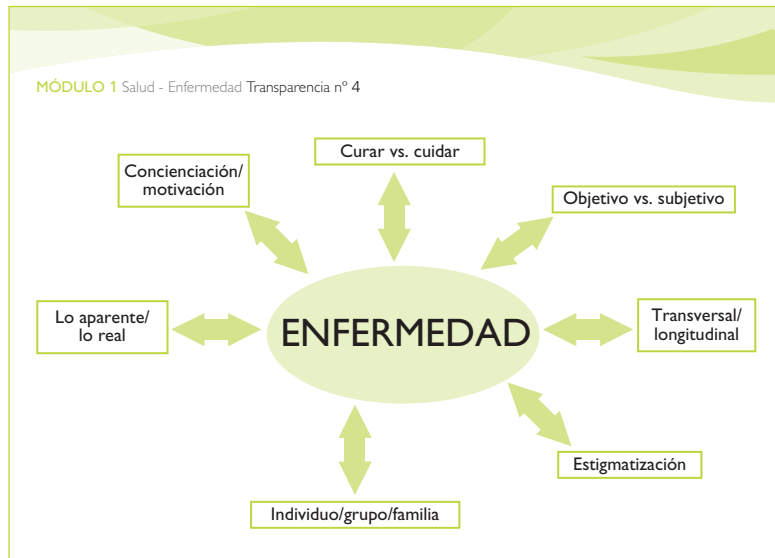 MÓDULO 1 Salud - Enfermedad Transparencia nº 4
Curar vs. cuidar
Concienciación/
motivación
Objetivo vs. subjetivo
Lo aparente/
lo real
ENFERMEDAD
Transversal/
longitudinal
Estigmatización
Individuo/grupo/familia